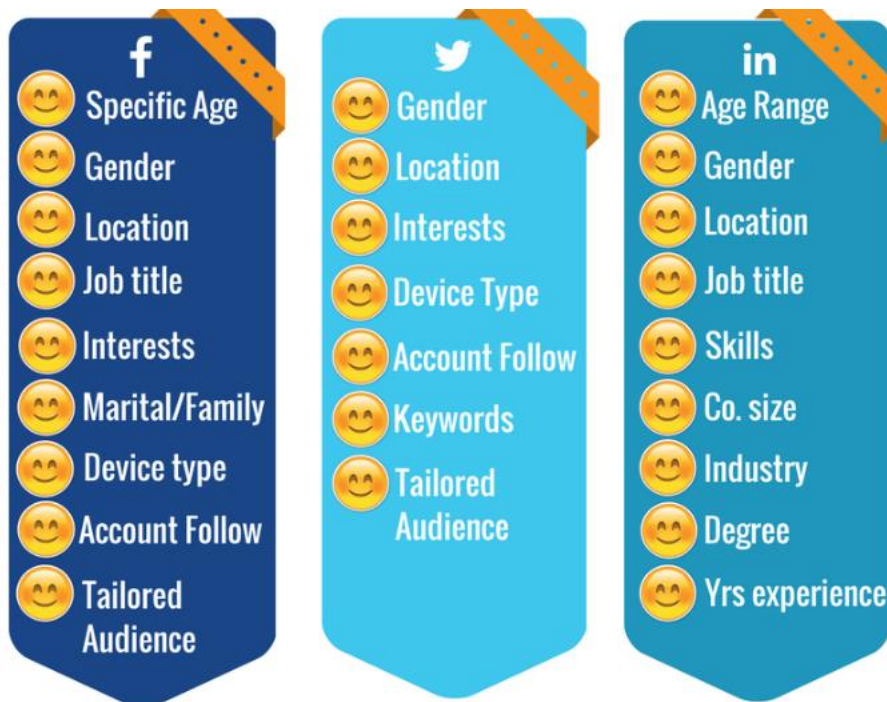 f
Specific Age
Gender
Location
Job title
Interests
Marital/Family
Device type
Account Follow
Tailored
Audience
Gender
Location
Interests
Device Type
Account Follow
Keywords
Tailored
Audience
in
Age Range
Gender
Location
Job title
Skills
Co. size
Industry
Degree
Yrs experience